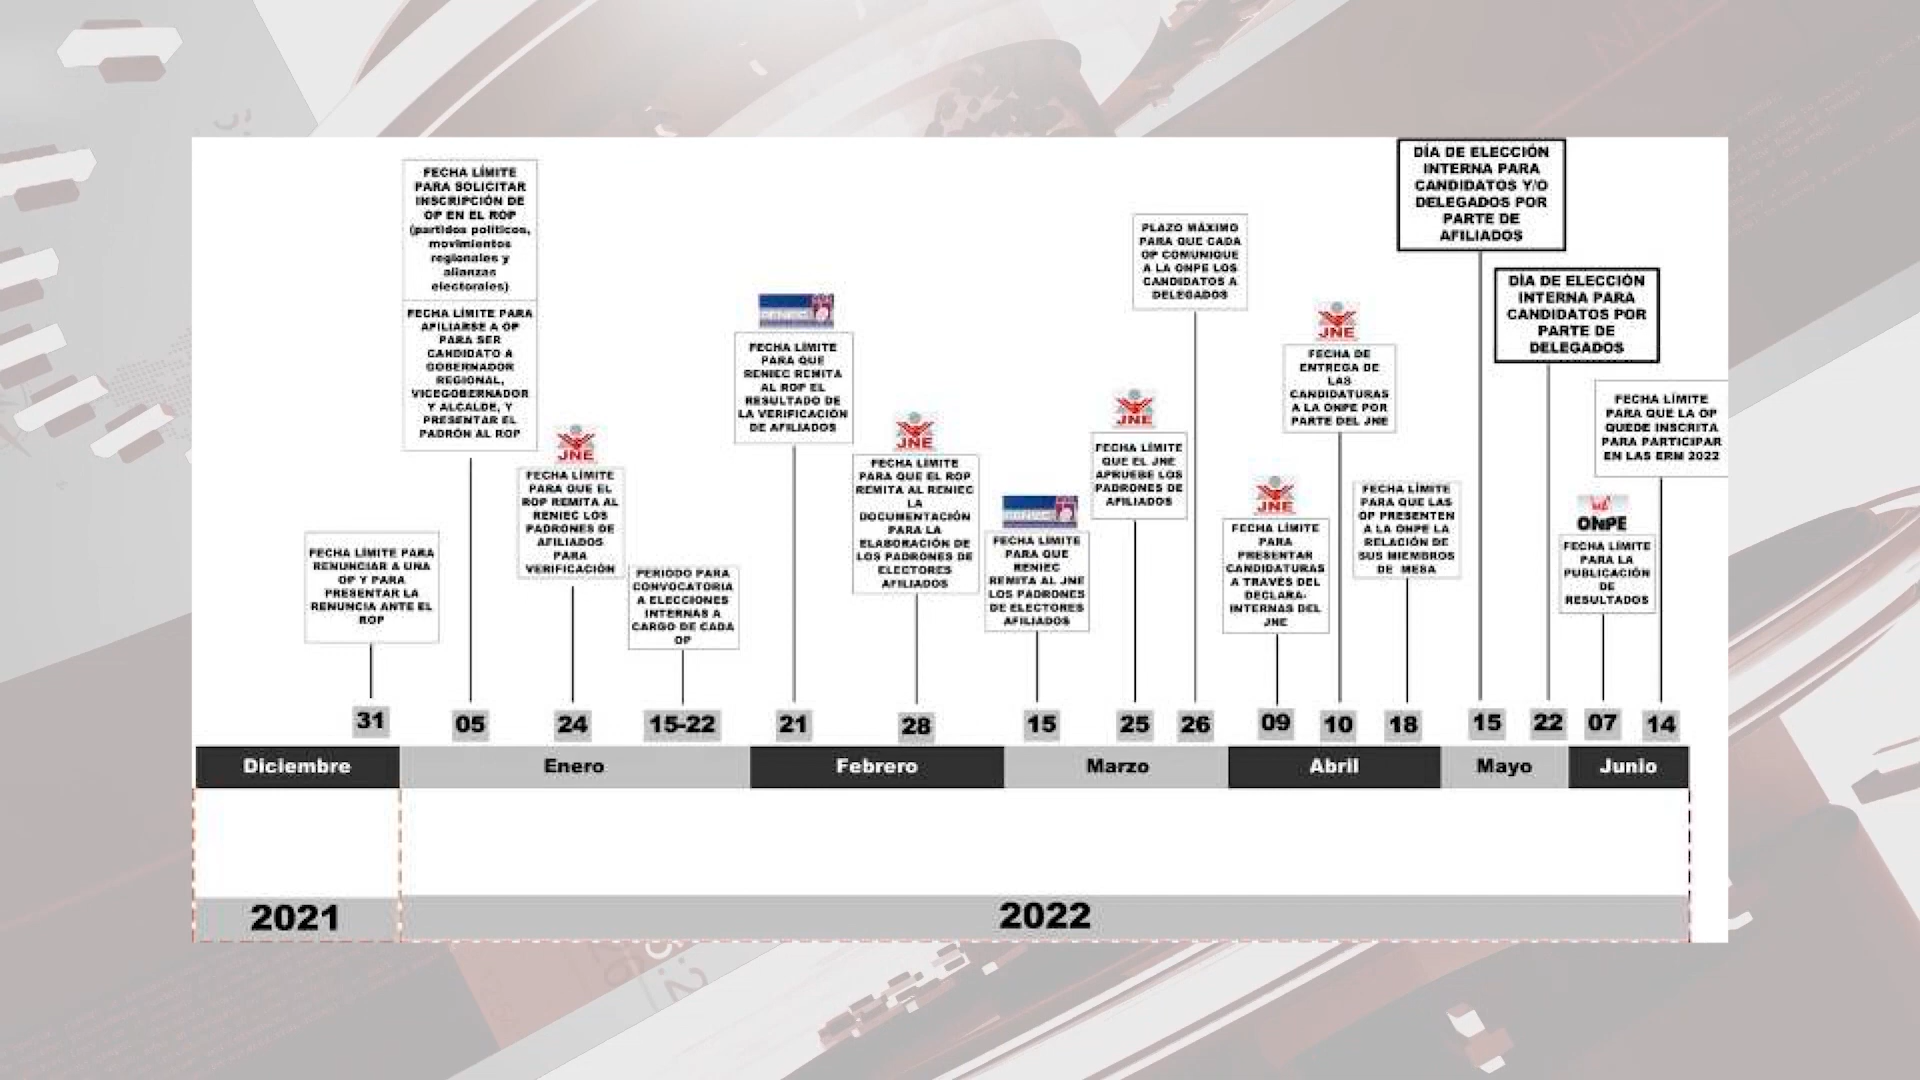 FECHA LÍMITE PARA
RENUNCIAR A UNA
OP Y PARA
PRESENTAR LA
RENUNCIA ANTE EL
ROP
FECHA LÍMITE
PARA SOLICITAR
INSCRIPCIÓN DE
OP EN EL ROP
(partidos políticos,
movimientos
regionales y
alianzas
electorales)
FECHA LÍMITE PARA
AFILIARSE A OP
PARA SER
CANDIDATO A
GOBERNADOR
REGIONAL,
VICEGOBERNADOR
Y ALCALDE, Y
PRESENTAR EL
PADRÓN AL ROP
JNE
FECHA LÍMITE
PARA QUE EL
ROP REMITA AL
RENIEC LOS
PADRONES DE
AFILIADOS
PARA
VERIFICACIÓN
PERIODO PARA
CONVOCATORIA
A ELECCIONES
INTERNAS A
CARGO DE CADA
OP
RENIEC
FECHA LÍMITE
PARA QUE
RENIEC REMITA
AL ROP EL
RESULTADO DE
LA VERIFICACIÓN
DE AFILIADOS
JNE
FECHA LÍMITE
PARA QUE EL ROP
REMITA AL RENIEC
LA
DOCUMENTACIÓN
PARA LA
ELABORACIÓN DE
LOS PADRONES DE
ELECTORES
AFILIADOS
RENIEC
FECHA LÍMITE
PARA QUE
RENIEC
REMITA AL JNE
LOS PADRONES
DE ELECTORES
AFILIADOS
JNE
FECHA LÍMITE
QUE EL JNE
APRUEBE LOS
PADRONES DE
AFILIADOS
PLAZO MÁXIMO
PARA QUE CADA
OP COMUNIQUE
A LA ONPE LOS
CANDIDATOS A
DELEGADOS
JNE
FECHA LÍMITE
PARA
PRESENTAR
CANDIDATURAS
A TRAVÉS DEL
DECLARA-
INTERNAS DEL
JNE
JNE
FECHA DE
ENTREGA DE
LAS
CANDIDATURAS
A LA ONPE POR
PARTE DEL JNE
FECHA LÍMITE
PARA QUE LAS
OP PRESENTEN
A LA ONPE LA
RELACIÓN DE
SUS MIEMBROS
DE MESA
DÍA DE ELECCIÓN
INTERNA PARA
CANDIDATOS Y/O
DELEGADOS POR
PARTE DE
AFILIADOS
DÍA DE ELECCIÓN
INTERNA PARA
CANDIDATOS POR
PARTE DE
DELEGADOS
ONPE
FECHA LÍMITE
PARA LA
PUBLICACIÓN
DE
RESULTADOS
FECHA LÍMITE
PARA QUE LA OP
QUEDE INSCRITA
PARA PARTICIPAR
EN LAS ERM 2022
31 05 24 15-22 21 28 15 25 26 09 10 18 15 22 07 14
Diciembre Enero Febrero Marzo Abril Mayo Junio
2021 2022